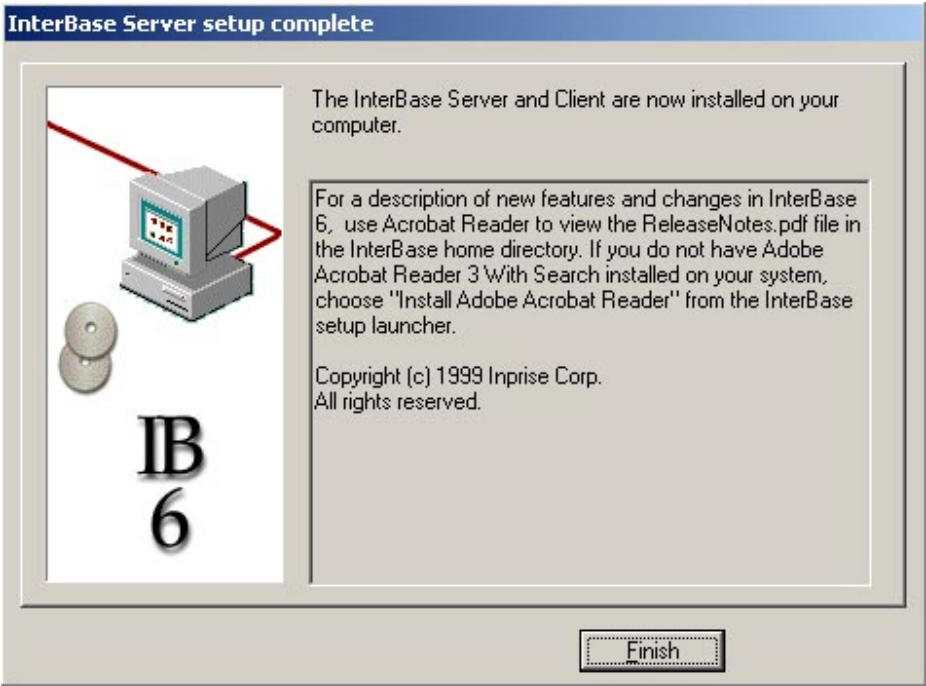 InterBase Server setup complete
The InterBase Server and Client are now installed on your
computer.
For a description of new features and changes in InterBase
6,  use Acrobat Reader to view the ReleaseNotes.pdf file in
the InterBase home directory. If you do not have Adobe
Acrobat Reader 3 With Search installed on your system,
choose "Install Adobe Acrobat Reader" from the InterBase
setup launcher.
Copyright (c) 1999 Inprise Corp.
All rights reserved.
IB
6
Finish